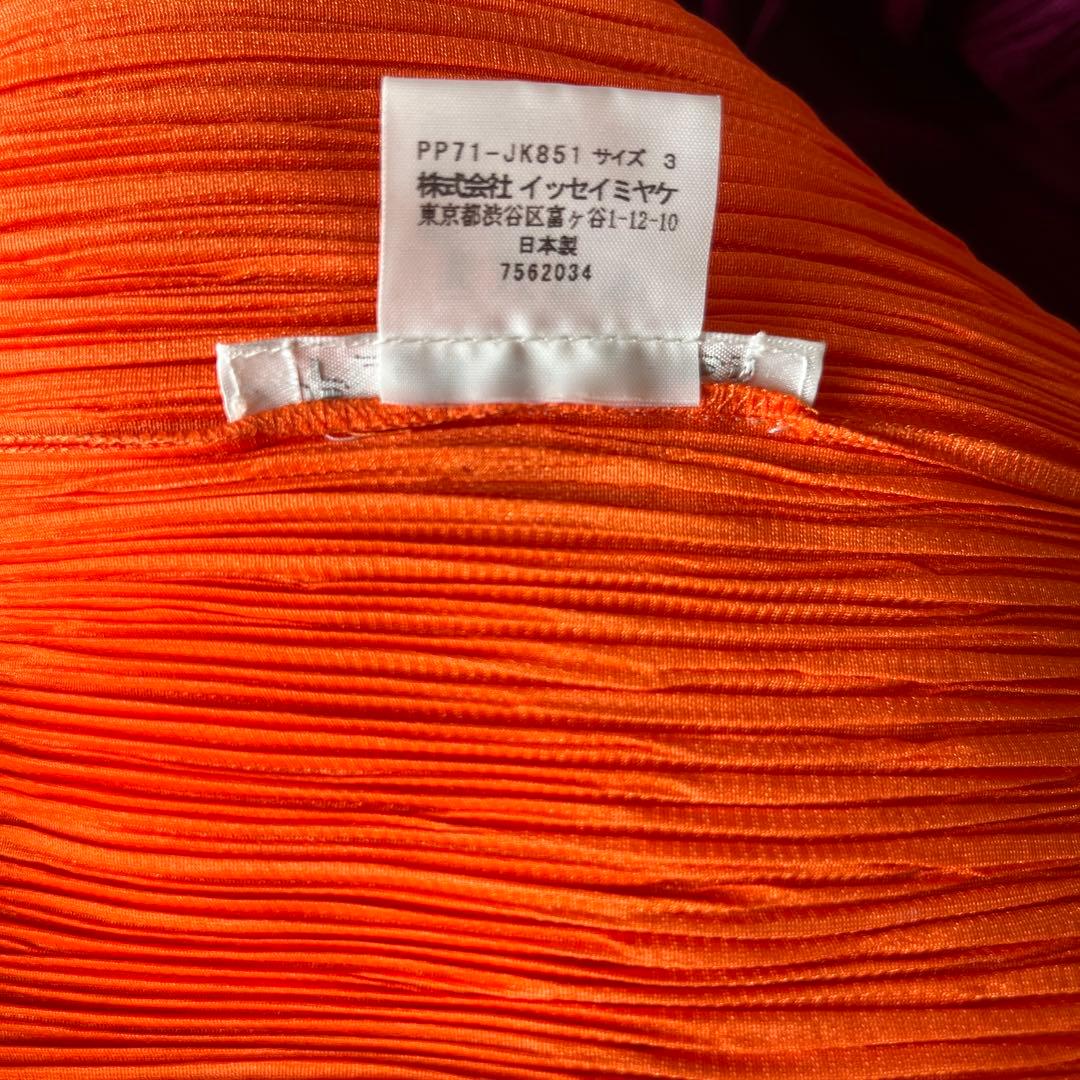 PP71-JK851 サイズ 3
株式会社 イッセイミヤケ
東京都渋谷区富ヶ谷1-12-10
日本製
7562034